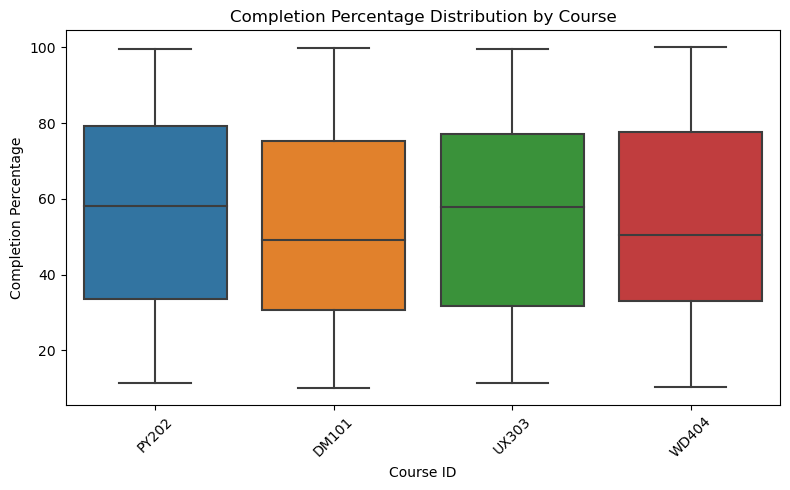 Completion Percentage Distribution by Course
Completion Percentage
100
80
60
40
20
PY202
DM101
UX303
WD404
Course ID